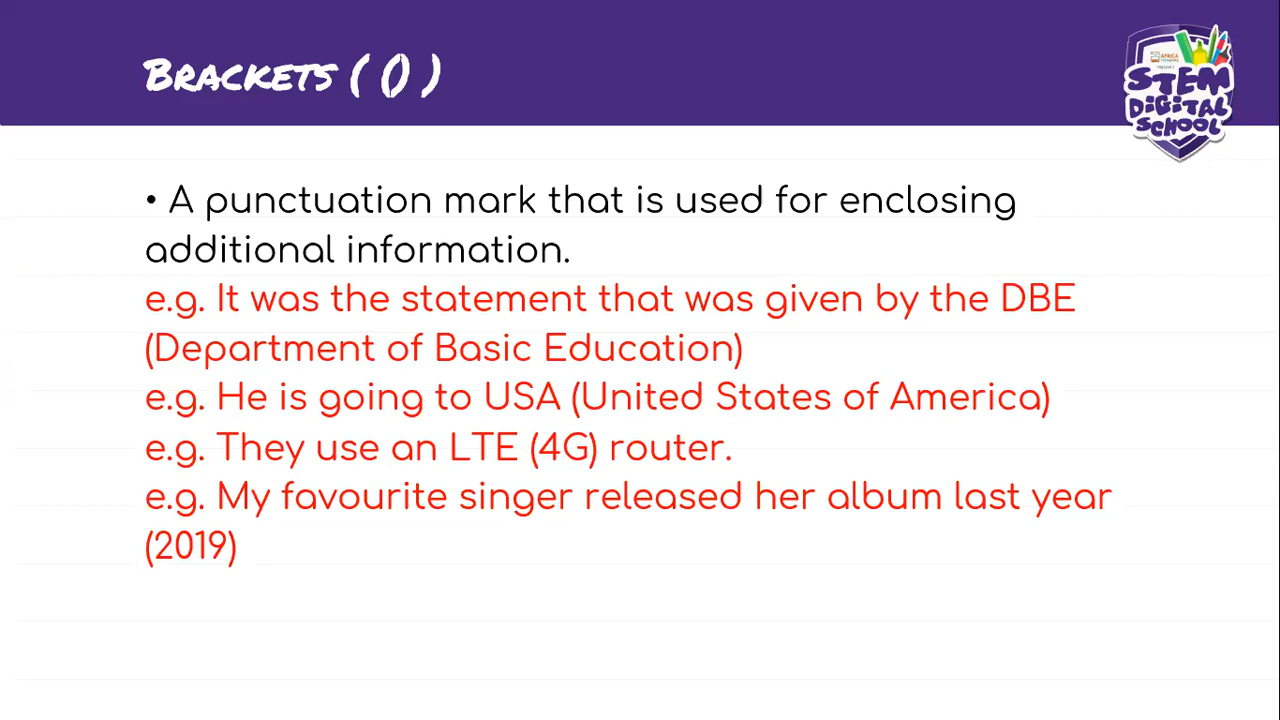 BRACKETS ( () )
AFRICA
STEM
DIGITAL
SCHOOL
• A punctuation mark that is used for enclosing
additional information.
e.g. It was the statement that was given by the DBE
(Department of Basic Education)
e.g. He is going to USA (United States of America)
e.g. They use an LTE (4G) router.
e.g. My favourite singer released her album last year
(2019)